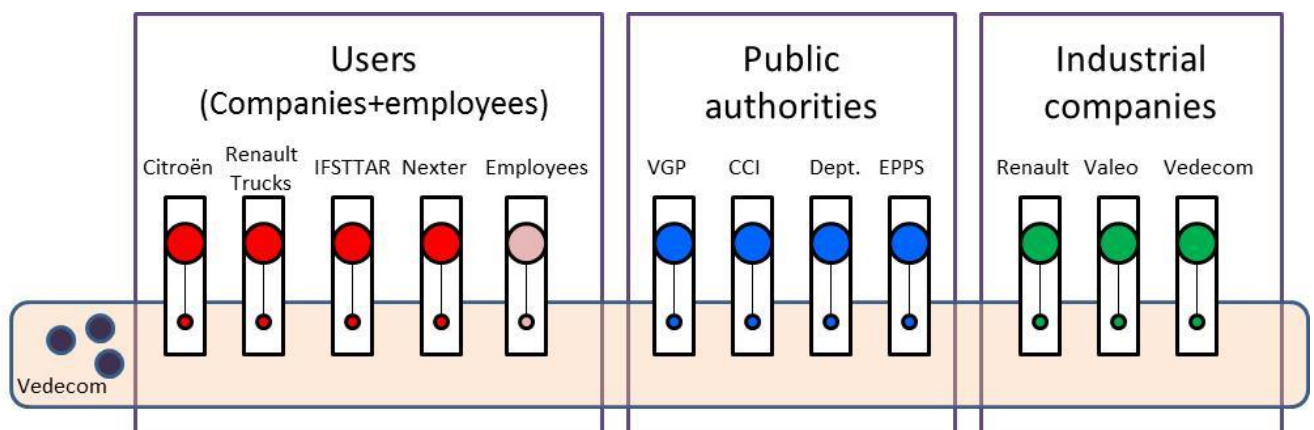 Users
(Companies+employees)
Public
authorities
Industrial
companies
Citroën
Renault
Trucks
IFSTTAR
Nexter
Employees
VGP
CCI
Dept.
EPPS
Renault
Valeo
Vedecom
Vedecom